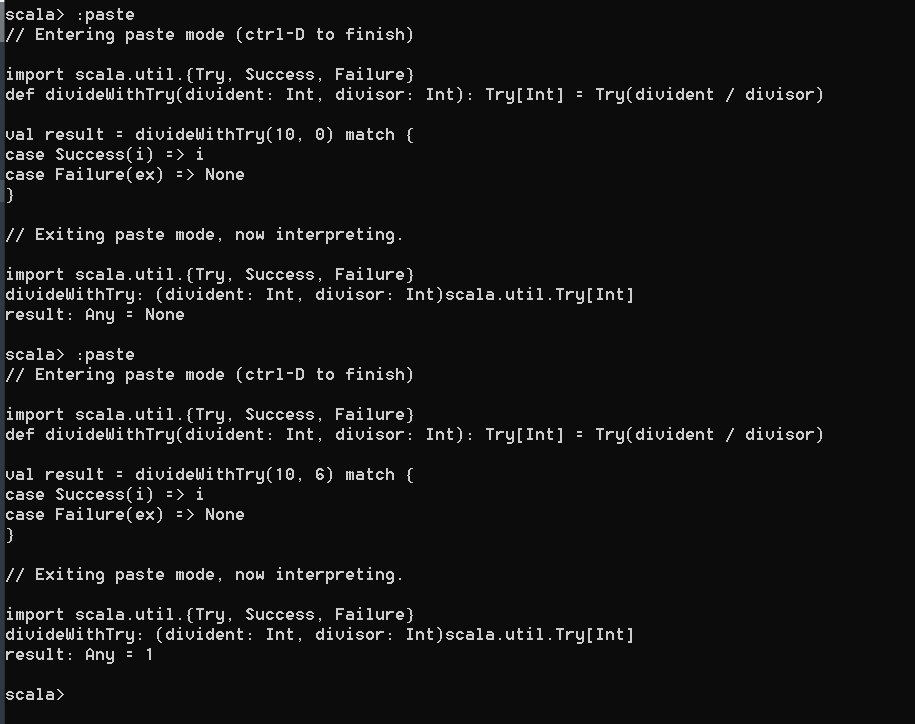 scala> :paste
// Entering paste mode (ctrl-D to finish)
import scala.util.{Try, Success, Failure}
def divideWithTry(divident: Int, divisor: Int): Try[Int] = Try(divident / divisor)
val result = divideWithTry(10, 0) match {
case Success(i) => i
case Failure(ex) => None
}
// Exiting paste mode, now interpreting.
import scala.util.{Try, Success, Failure}
divideWithTry: (divident: Int, divisor: Int)scala.util.Try[Int]
result: Any = None
scala> :paste
// Entering paste mode (ctrl-D to finish)
import scala.util.{Try, Success, Failure}
def divideWithTry(divident: Int, divisor: Int): Try[Int] = Try(divident / divisor)
val result = divideWithTry(10, 6) match {
case Success(i) => i
case Failure(ex) => None
}
// Exiting paste mode, now interpreting.
import scala.util.{Try, Success, Failure}
divideWithTry: (divident: Int, divisor: Int)scala.util.Try[Int]
result: Any = 1
scala>